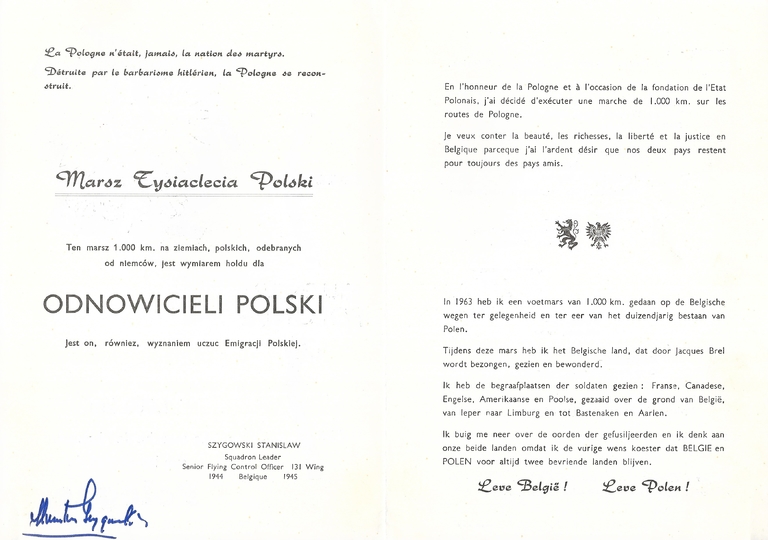 La Pologne n'était, jamais, la nation des martyrs.
Détruite par le barbarisme hitlérien, la Pologne se recon-
struit.
Marsz Tysiaclecia Polski
Ten marsz 1.000 km. na ziemiach, polskich, odebranych
od niemców, jest wymiarem holdu dla
ODNOWICIELI POLSKI
Jest on, równiez, wyznaniem uczuc Emigracji Polskiej.
SZYGOWSKI STANISLAW
Squadron Leader
Senior Flying Control Officer 131 Wing
1944 Belgique 1945
En l'honneur de la Pologne et à l'occasion de la fondation de l'Etat
Polonais, j'ai décidé d'exécuter une marche de 1.000 km. sur les
routes de Pologne.
Je veux conter la beauté, les richesses, la liberté et la justice en
Belgique parceque j'ai l'ardent désir que nos deux pays restent
pour toujours des pays amis.
In 1963 heb ik een voetmars van 1.000 km. gedaan op de Belgische
wegen ter gelegenheid en ter eer van het duizendjarig bestaan van
Polen.
Tijdens deze mars heb ik het Belgische land, dat door Jacques Brel
wordt bezongen, gezien en bewonderd.
Ik heb de begraafplaatsen der soldaten gezien : Franse, Canadese,
Engelse, Amerikaanse en Poolse, gezaaid over de grond van België,
van Ieper naar Limburg en tot Bastenaken en Aarlen.
Ik buig me neer over de oorden der gefusiljeerden en ik denk aan
onze beide landen omdat ik de vurige wens koester dat BELGIE en
POLEN voor altijd twee bevriende landen blijven.
Leve België ! Leve Polen !